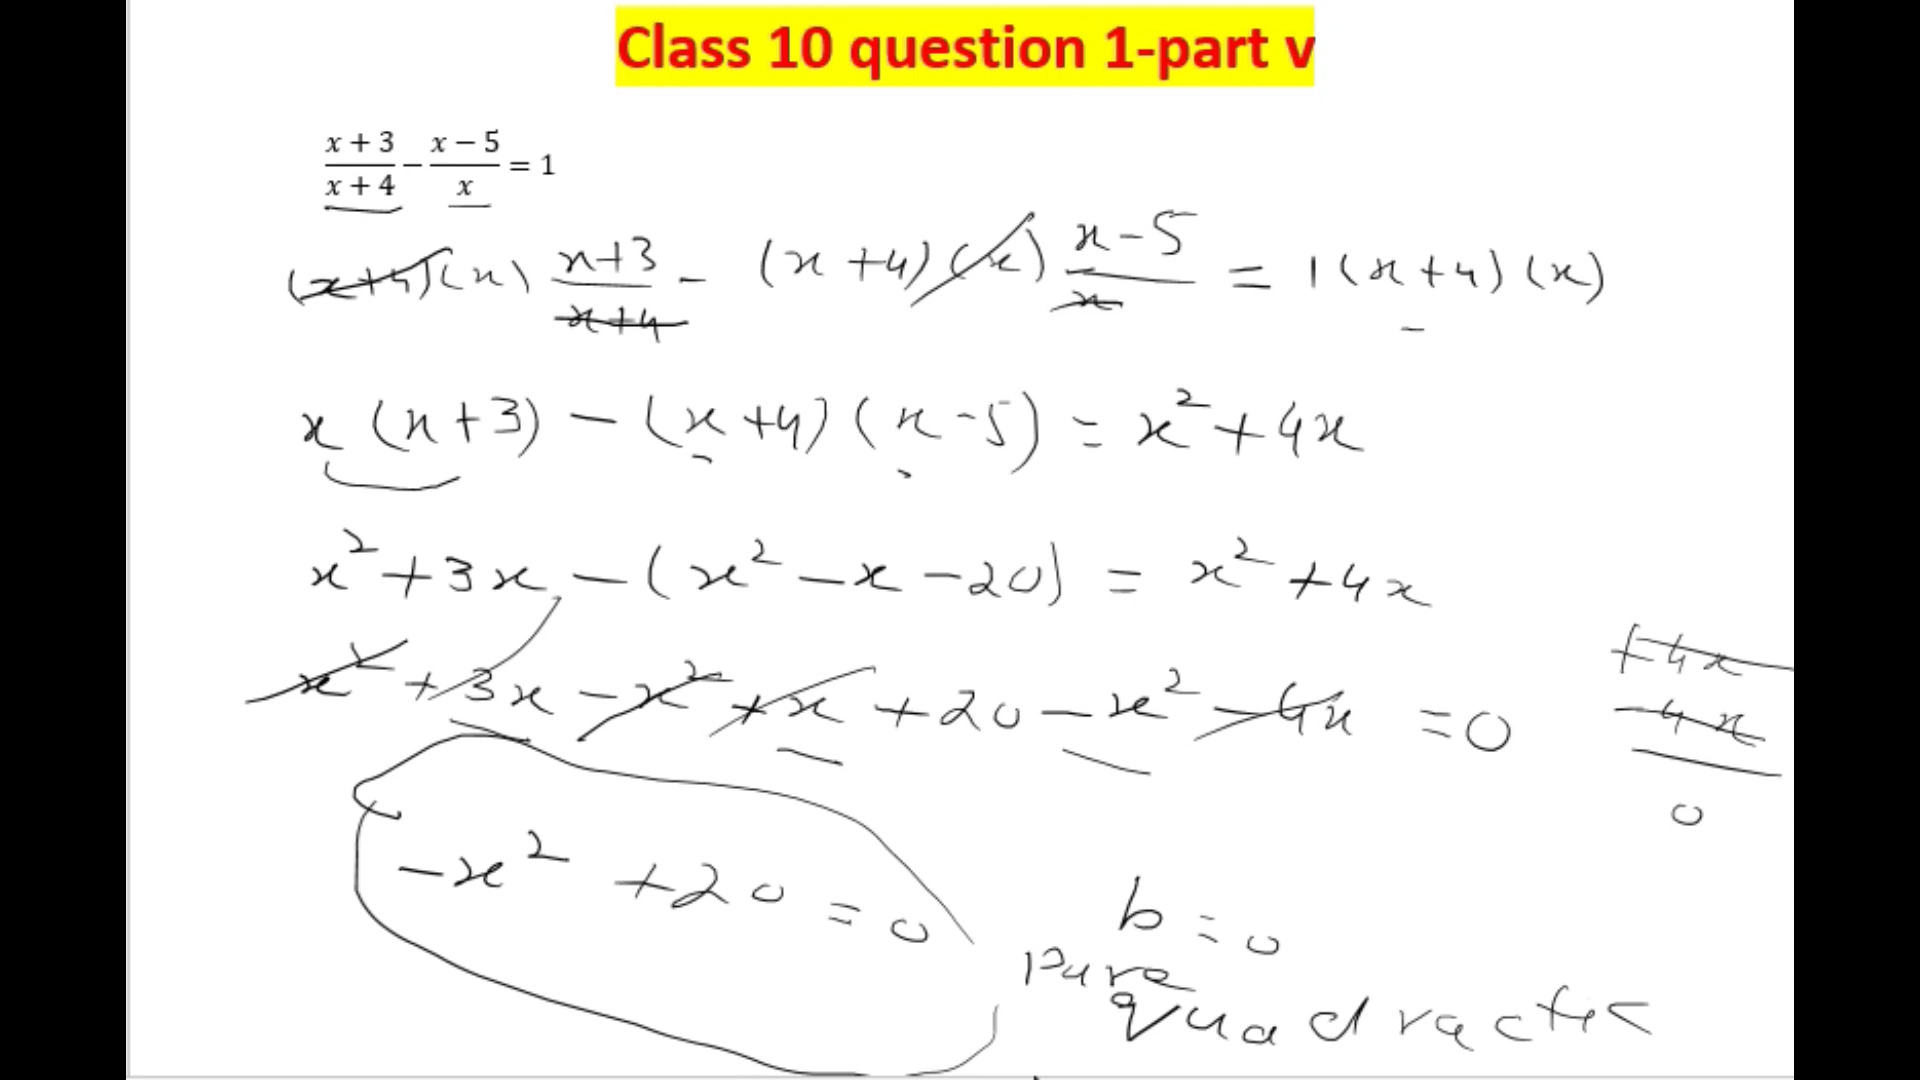 Class 10 question 1-part v
x + 3 / x + 4 − x − 5 / x = 1
(x+4)(x) x+3 / x+4 − (x+4)(x) x−5 / x = 1(x+4)(x)
x(x+3) − (x+4)(x−5) = x² + 4x
x² + 3x − (x² − x − 20) = x² + 4x
x² + 3x − x² + x + 20 − x² − 4x = 0
+4x
−4x
0
−x² + 20 = 0
b = 0
pure
quadractic